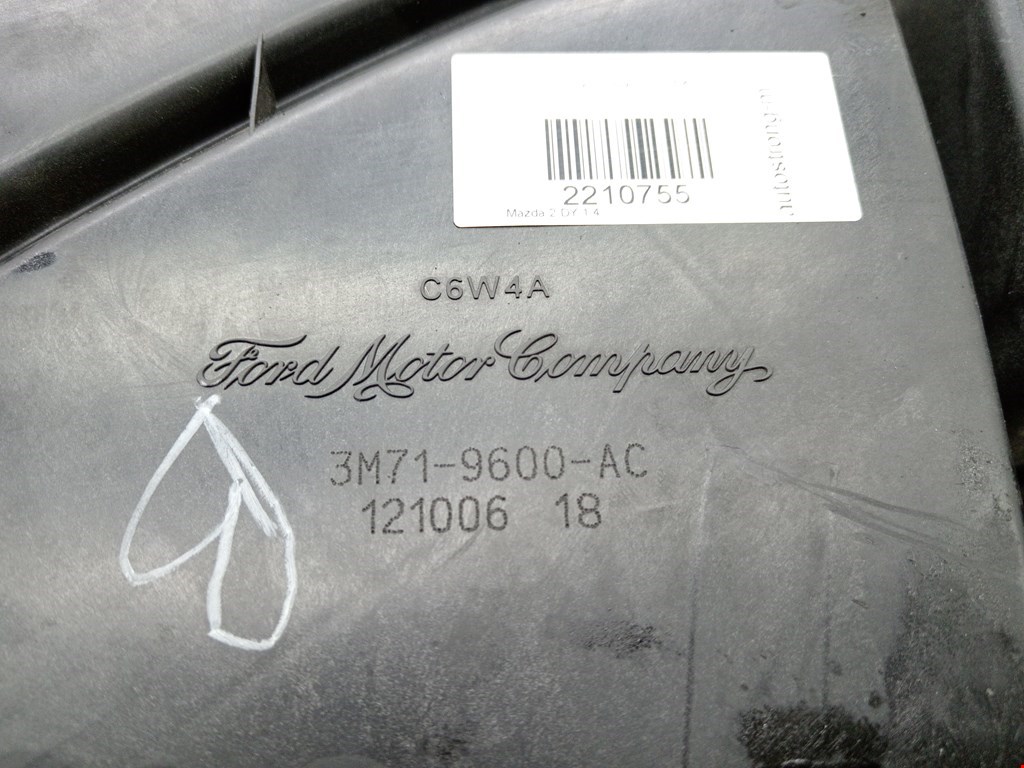 2210755
Mazda 2 DY 1.4
C6W4A
Ford Motor Company
3M71-9600-AC
121006 18